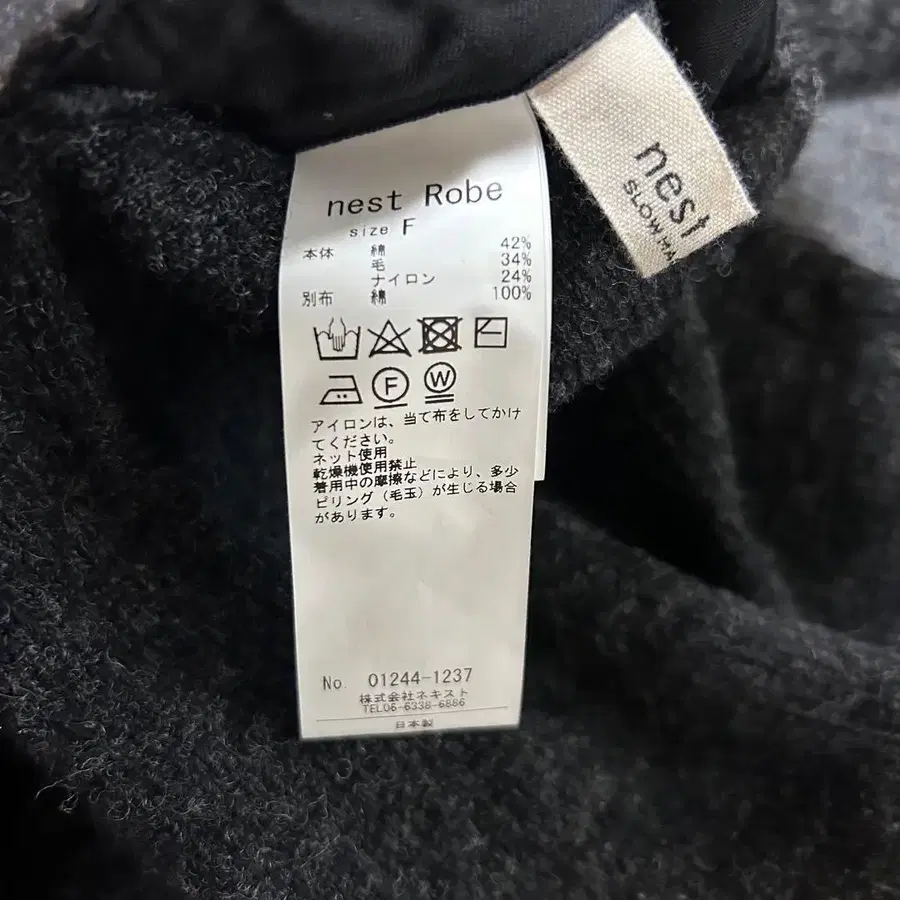 nest Robe
size F
本体 綿 42%
毛 34%
ナイロン 24%
別布 綿 100%
F W
アイロンは、当て布をしてかけ
てください。
ネット使用
乾燥機使用禁止
着用中の摩擦などにより、多少
ピリング（毛玉）が生じる場合
があります。
No. 01244-1237
株式会社ネキスト
TEL06-6338-6886
日本製
nest
SLOW